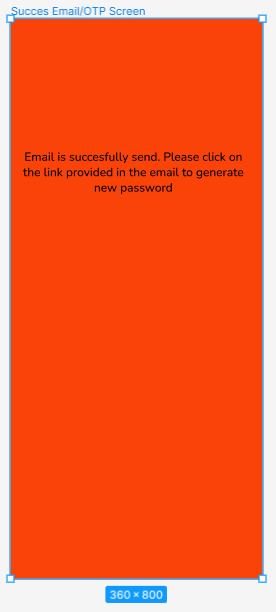 Succes Email/OTP Screen
Email is succesfully send. Please click on
the link provided in the email to generate
new password
360 × 800